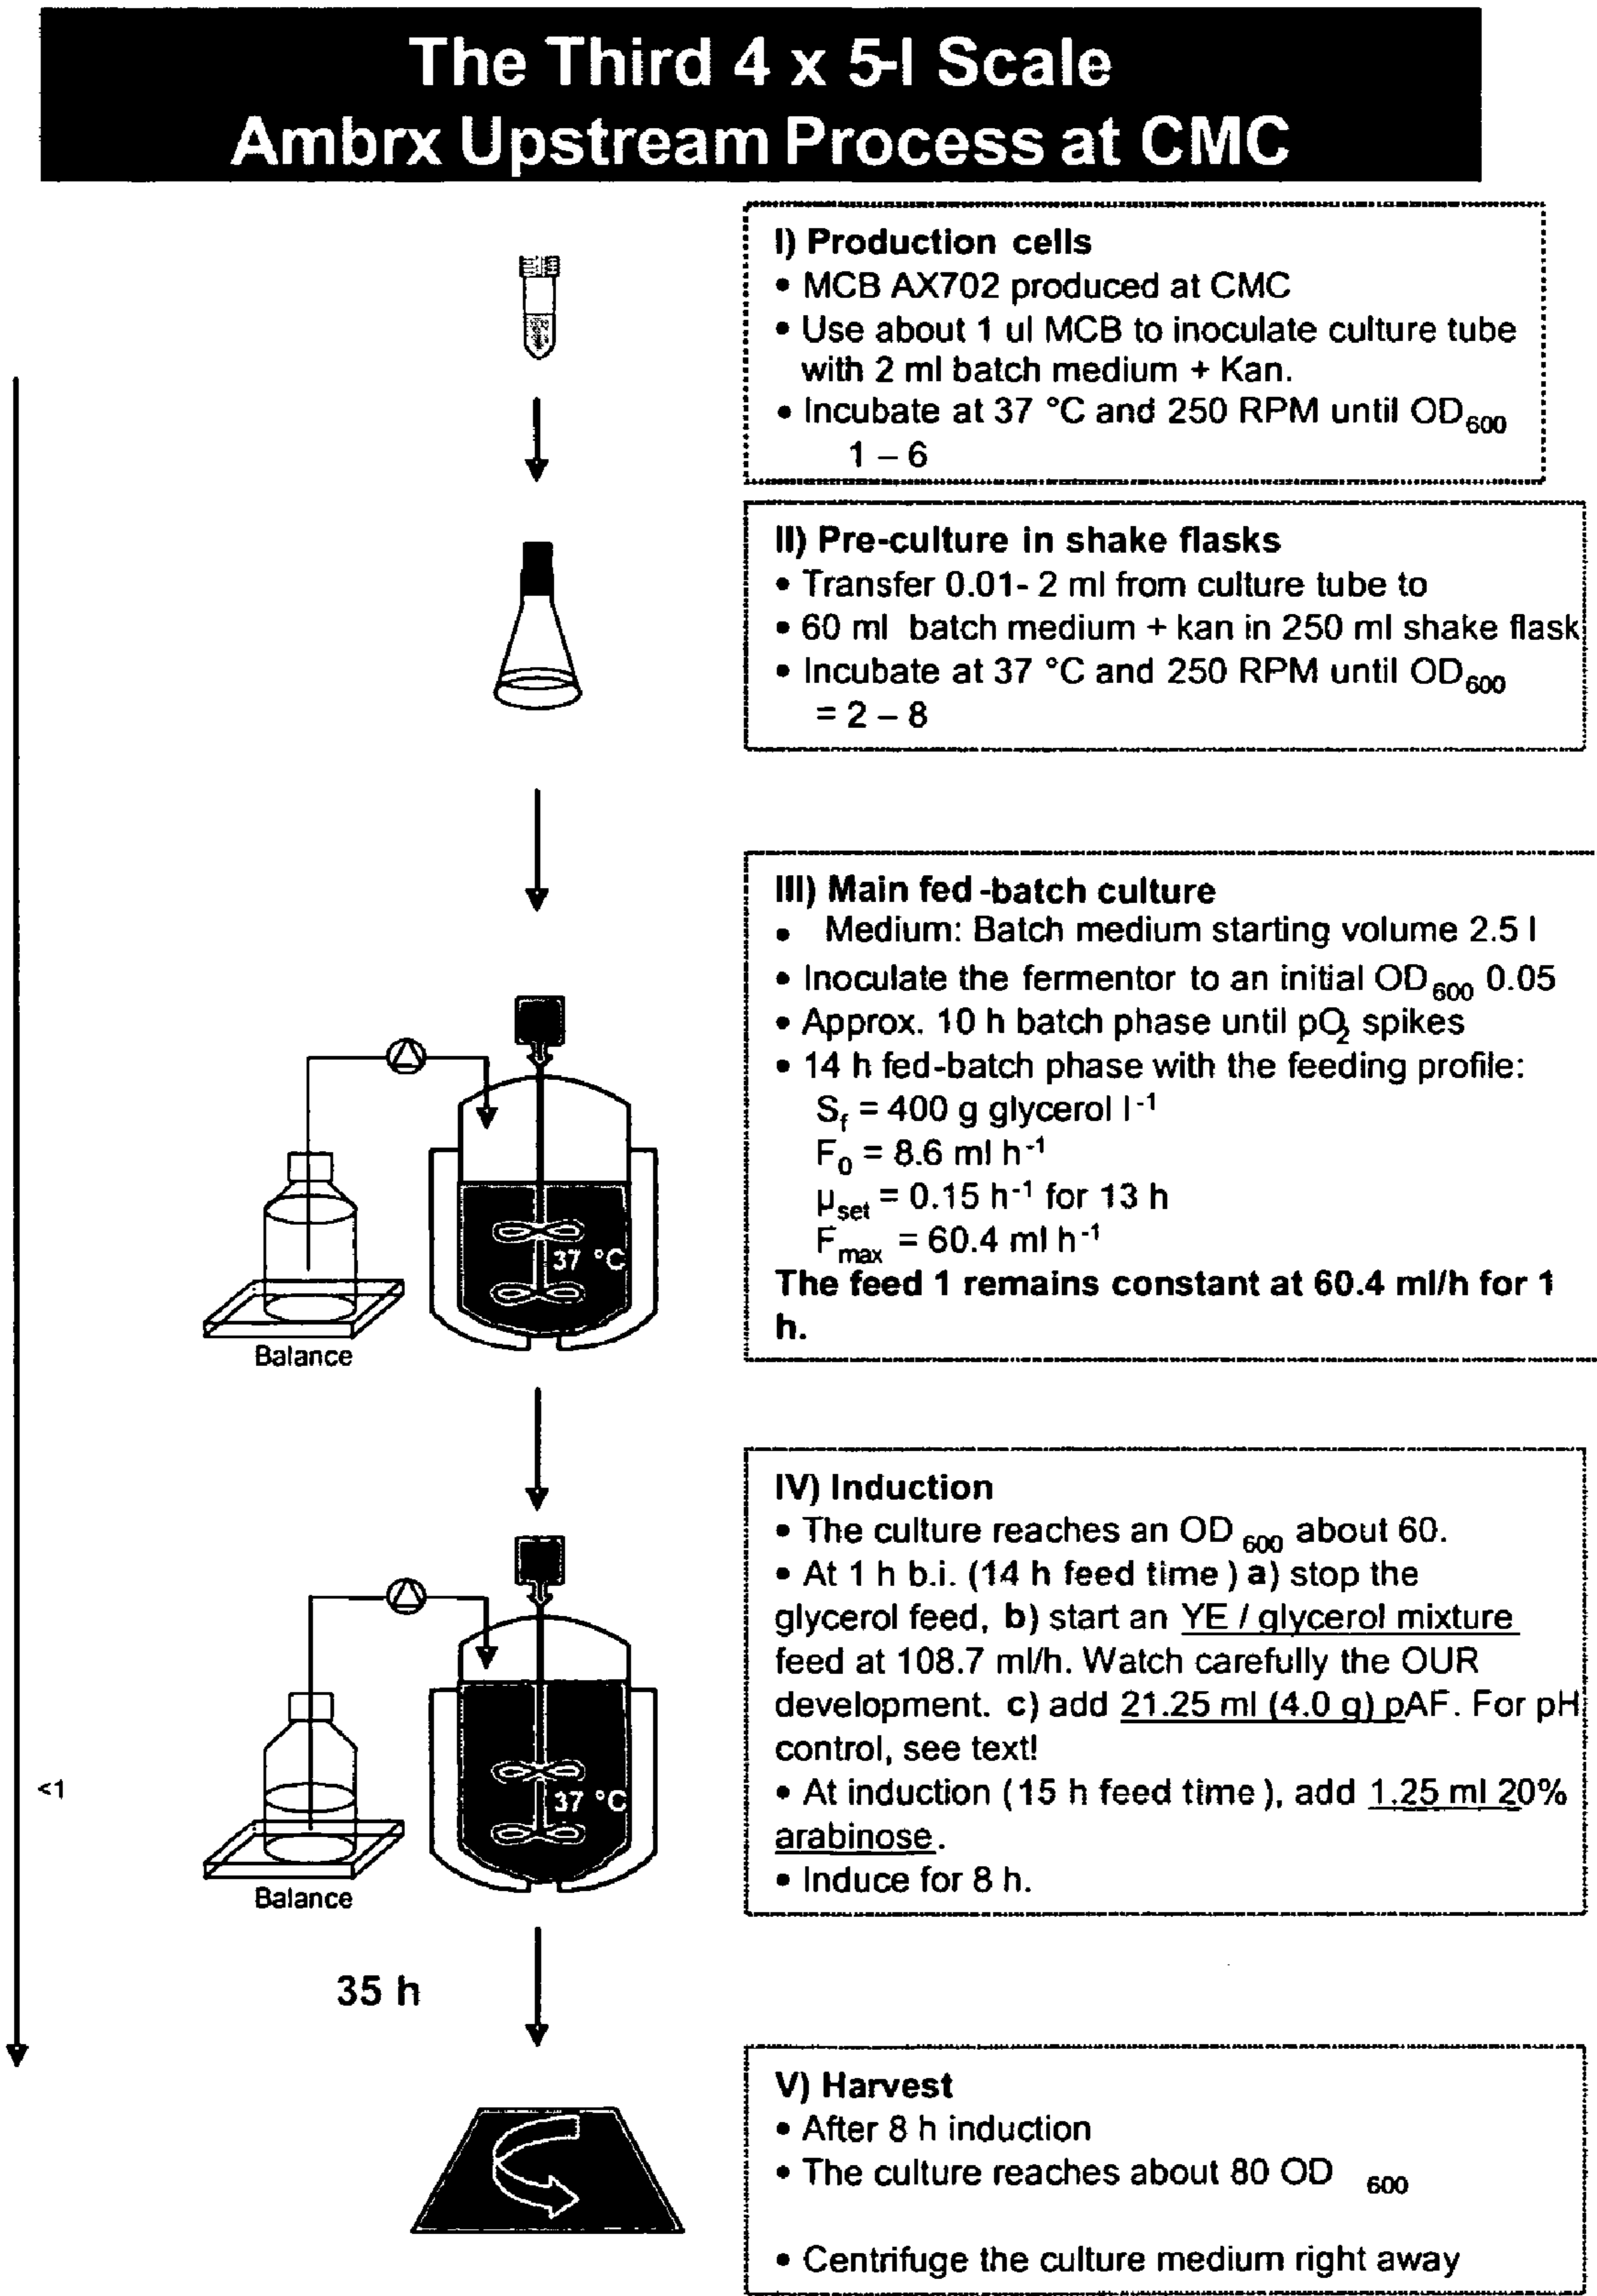 The Third 4 x 5-l Scale
Ambrx Upstream Process at CMC
I) Production cells
• MCB AX702 produced at CMC
• Use about 1 ul MCB to inoculate culture tube
with 2 ml batch medium + Kan.
• Incubate at 37 °C and 250 RPM until OD600
1 – 6
II) Pre-culture in shake flasks
• Transfer 0.01- 2 ml from culture tube to
• 60 ml batch medium + kan in 250 ml shake flask
• Incubate at 37 °C and 250 RPM until OD600
= 2 – 8
III) Main fed-batch culture
• Medium: Batch medium starting volume 2.5 l
• Inoculate the fermentor to an initial OD600 0.05
• Approx. 10 h batch phase until pO2 spikes
• 14 h fed-batch phase with the feeding profile:
Sf = 400 g glycerol l-1
F0 = 8.6 ml h-1
µset = 0.15 h-1 for 13 h
Fmax = 60.4 ml h-1
The feed 1 remains constant at 60.4 ml/h for 1
h.
37 °C
Balance
IV) Induction
• The culture reaches an OD600 about 60.
• At 1 h b.i. (14 h feed time) a) stop the
glycerol feed, b) start an YE / glycerol mixture
feed at 108.7 ml/h. Watch carefully the OUR
development. c) add 21.25 ml (4.0 g) pAF. For pH
control, see text!
• At induction (15 h feed time), add 1.25 ml 20%
arabinose.
• Induce for 8 h.
37 °C
<1
Balance
35 h
V) Harvest
• After 8 h induction
• The culture reaches about 80 OD 600
• Centrifuge the culture medium right away